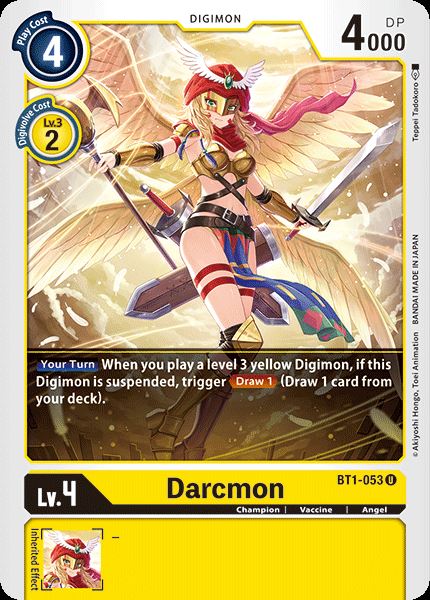 DIGIMON
Play Cost
4
4000
DP
Digivolve Cost
Lv.3
2
Teppei Tadokoro
© Akiyoshi Hongo, Toei Animation BANDAI MADE IN JAPAN
Your Turn When you play a level 3 yellow Digimon, if this
Digimon is suspended, trigger Draw 1 (Draw 1 card from
your deck).
BT1-053 U
Lv.4
Darcmon
Champion | Vaccine | Angel
Inherited Effect
–